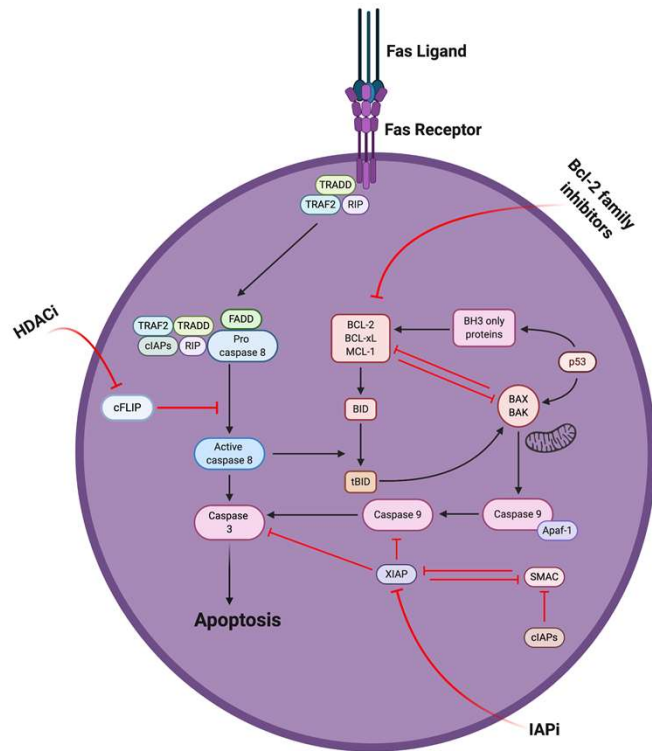 Fas Ligand
Fas Receptor
Bcl-2 family
inhibitors
TRADD
TRAF2
RIP
HDACi
TRAF2
TRADD
FADD
cIAPs
RIP
Pro
caspase 8
BCL-2
BCL-xL
MCL-1
BH3 only
proteins
p53
cFLIP
BID
BAX
BAK
Active
caspase 8
tBID
Caspase
3
Caspase 9
Caspase 9
Apaf-1
XIAP
SMAC
Apoptosis
cIAPs
IAPi